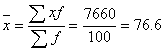 x̄ = ∑xf / ∑f = 7660 / 100 = 76.6